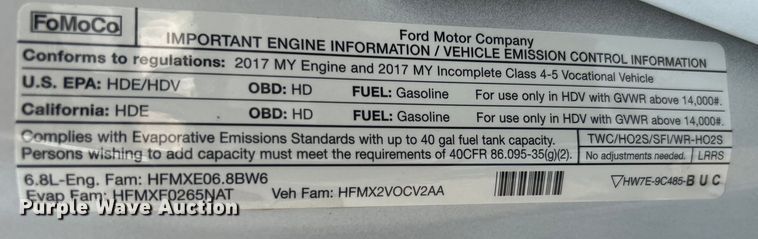 FoMoCo
Ford Motor Company
IMPORTANT ENGINE INFORMATION / VEHICLE EMISSION CONTROL INFORMATION
Conforms to regulations: 2017 MY Engine and 2017 MY Incomplete Class 4-5 Vocational Vehicle
U.S. EPA: HDE/HDV OBD: HD FUEL: Gasoline For use only in HDV with GVWR above 14,000#.
California: HDE OBD: HD FUEL: Gasoline For use only in HDV with GVWR above 14,000#.
Complies with Evaporative Emissions Standards with up to 40 gal fuel tank capacity. TWC/HO2S/SFI/WR-HO2S
Persons wishing to add capacity must meet the requirements of 40CFR 86.095-35(g)(2). No adjustments needed. LRRS
6.8L-Eng. Fam: HFMXE06.8BW6
Evap Fam: HFMXF0265NAT Veh Fam: HFMX2VOCV2AA ▽HW7E-9C485-BUC
Purple Wave Auction